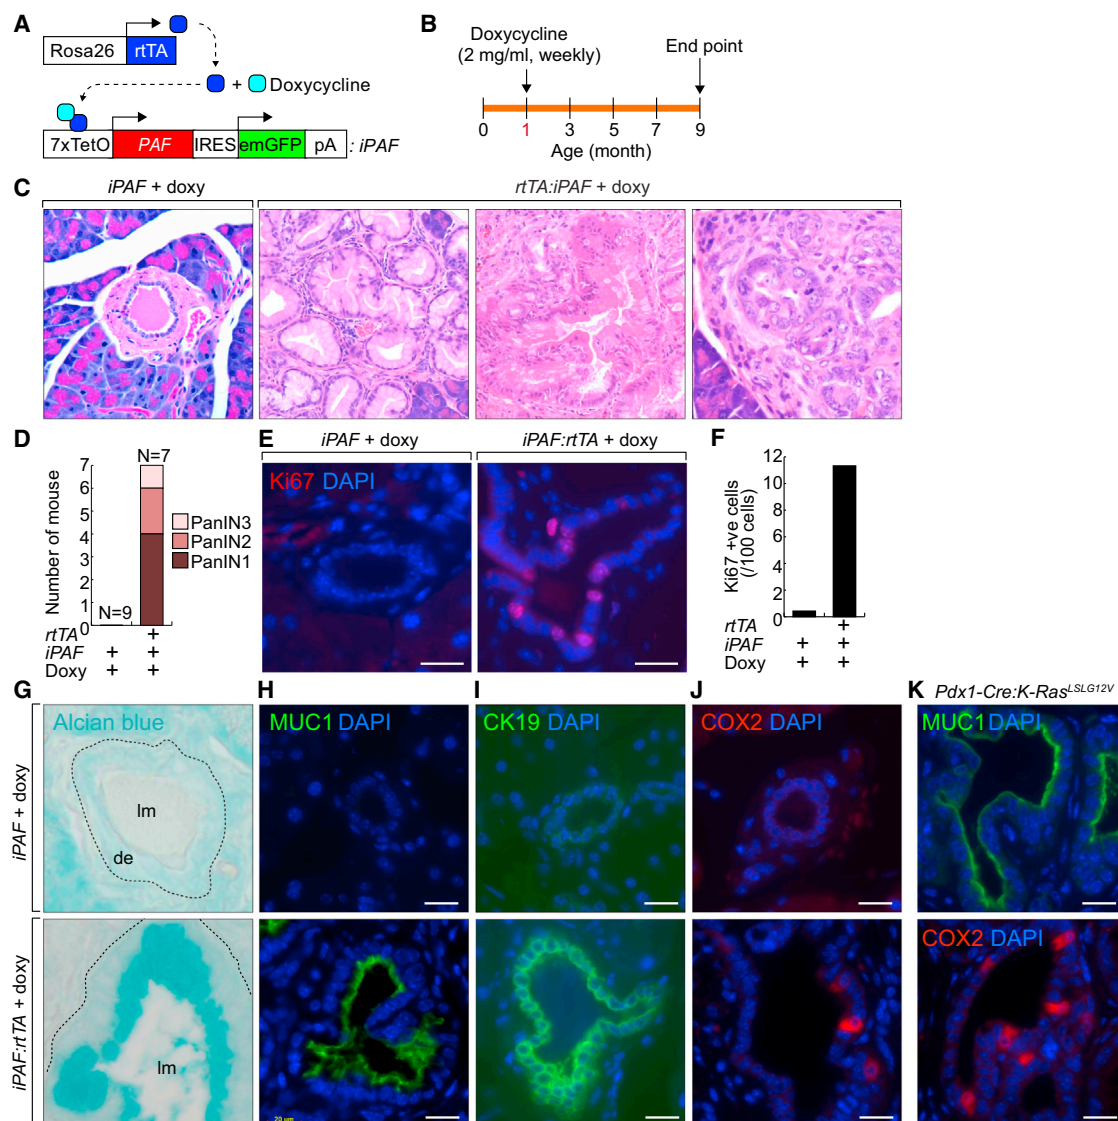 A
Rosa26 rtTA
+ Doxycycline
7xTetO PAF IRES emGFP pA : iPAF
B
Doxycycline
(2 mg/ml, weekly)
End point
0 1 3 5 7 9
Age (month)
C
iPAF + doxy
rtTA:iPAF + doxy
D
Number of mouse
7
6
5
4
3
2
1
0
N=7
N=9
PanIN3
PanIN2
PanIN1
rtTA +
iPAF + +
Doxy + +
E
iPAF + doxy
iPAF:rtTA + doxy
Ki67 DAPI
F
Ki67 +ve cells
(/100 cells)
12
10
8
6
4
2
0
rtTA +
iPAF + +
Doxy + +
G
iPAF + doxy
Alcian blue
lm
de
iPAF:rtTA + doxy
lm
H
MUC1 DAPI
20 um
I
CK19 DAPI
J
COX2 DAPI
K
Pdx1-Cre:K-Ras^LSLG12V
MUC1 DAPI
COX2 DAPI